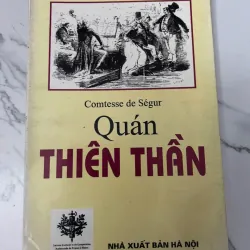 Comtesse de Ségur
Quán
THIÊN THẦN
NHÀ XUẤT BẢN HÀ NỘI